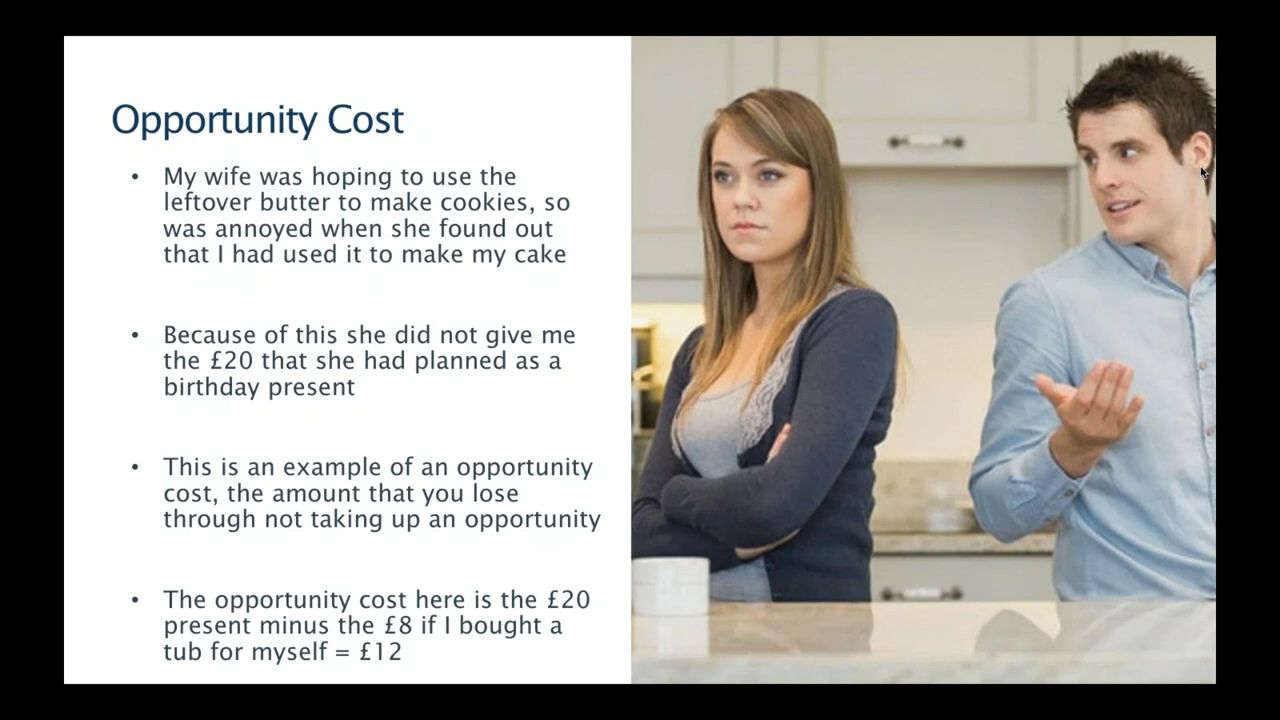 Opportunity Cost
• My wife was hoping to use the
leftover butter to make cookies, so
was annoyed when she found out
that I had used it to make my cake
• Because of this she did not give me
the £20 that she had planned as a
birthday present
• This is an example of an opportunity
cost, the amount that you lose
through not taking up an opportunity
• The opportunity cost here is the £20
present minus the £8 if I bought a
tub for myself = £12